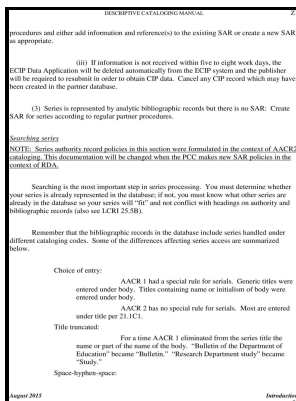 DESCRIPTIVE CATALOGING MANUAL Z
procedures and either add information and reference(s) to the existing SAR or create a new SAR
as appropriate.
(iii) If information is not received within five to eight work days, the
ECIP Data Application will be deleted automatically from the ECIP system and the publisher
will be required to resubmit in order to obtain CIP data. Cancel any CIP record which may have
been created in the partner database.
(3) Series is represented by analytic bibliographic records but there is no SAR: Create
SAR for series according to regular partner procedures.
Searching series
NOTE: Series authority record policies in this section were formulated in the context of AACR2
cataloging. This documentation will be changed when the PCC makes new SAR policies in the
context of RDA.
Searching is the most important step in series processing. You must determine whether
your series is already represented in the database; if not, you must know what other series are
already in the database so your series will "fit" and not conflict with headings on authority and
bibliographic records (also see LCRI 25.5B).
Remember that the bibliographic records in the database include series handled under
different cataloging codes. Some of the differences affecting series access are summarized
below.
Choice of entry:
AACR 1 had a special rule for serials. Generic titles were
entered under body. Titles containing name or initialism of body were
entered under body.
AACR 2 has no special rule for serials. Most are entered
under title per 21.1C1.
Title truncated:
For a time AACR 1 eliminated from the series title the
name or part of the name of the body. "Bulletin of the Department of
Education" became "Bulletin." "Research Department study" became
"Study."
Space-hyphen-space:
August 2015 Introduction